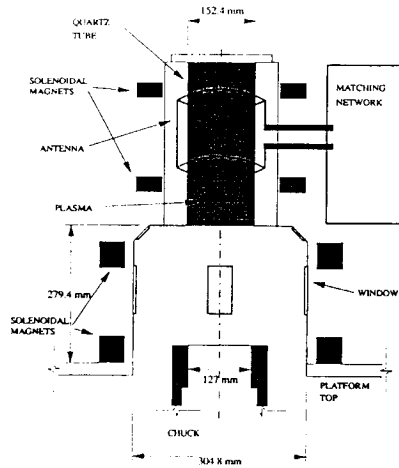 152.4 mm
QUARTZ
TUBE
SOLENOIDAL
MAGNETS
MATCHING
NETWORK
ANTENNA
PLASMA
279.4 mm
WINDOW
SOLENOIDAL
MAGNETS
127 mm
PLATFORM
TOP
CHUCK
304.8 mm